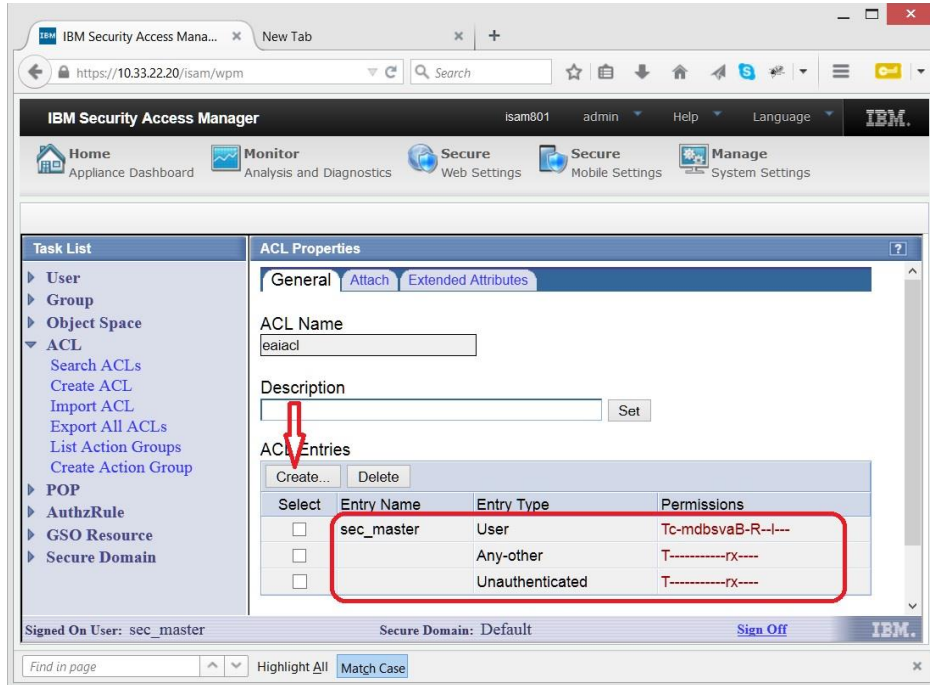 IBM Security Access Mana... × New Tab × +
https://10.33.22.20/isam/wpm Search
IBM Security Access Manager isam801 admin Help Language IBM.
Home Monitor Secure Secure Manage
Appliance Dashboard Analysis and Diagnostics Web Settings Mobile Settings System Settings
Task List
User
Group
Object Space
ACL
Search ACLs
Create ACL
Import ACL
Export All ACLs
List Action Groups
Create Action Group
POP
AuthzRule
GSO Resource
Secure Domain
ACL Properties ?
General Attach Extended Attributes
ACL Name
eaiacl
Description
Set
ACL Entries
Create... Delete
Select Entry Name Entry Type Permissions
sec_master User Tc-mdbsvaB-R--l---
Any-other T-----------rx----
Unauthenticated T-----------rx----
Signed On User: sec_master Secure Domain: Default Sign Off IBM.
Find in page Highlight All Match Case ×